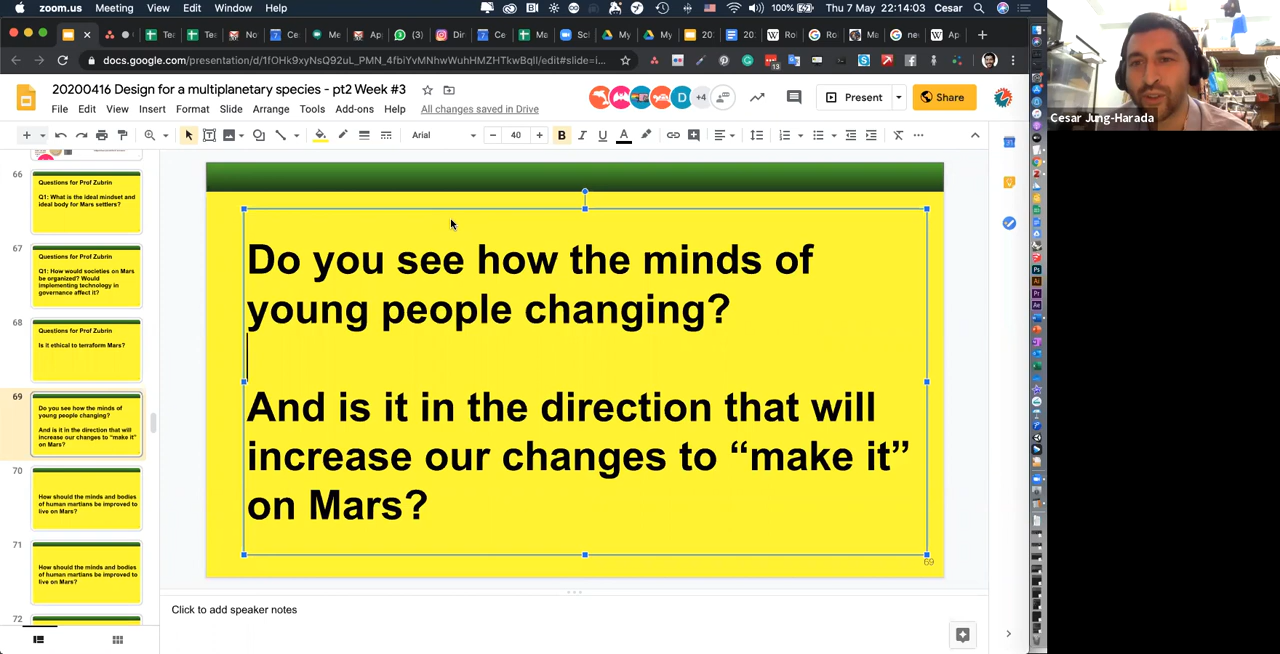 zoom.us Meeting View Edit Window Help 100% Thu 7 May 22:14:03 Cesar
docs.google.com/presentation/d/1fOHk9xyNsQ92uL_PMN_4fbiYvMNhwWuhHMZHTkwBqlI/edit#slide=i...
20200416 Design for a multiplanetary species - pt2 Week #3
File Edit View Insert Format Slide Arrange Tools Add-ons Help All changes saved in Drive
D +4 Present Share
Arial 40 B I U A
Cesar Jung-Harada
66
Questions for Prof Zubrin
Q1: What is the ideal mindset and
ideal body for Mars settlers?
67
Questions for Prof Zubrin
Q1: How would societies on Mars
be organized? Would
implementing technology in
governance affect it?
68
Questions for Prof Zubrin
Is it ethical to terraform Mars?
69
Do you see how the minds of
young people changing?
And is it in the direction that will
increase our changes to “make it”
on Mars?
70
How should the minds and bodies
of human martians be improved to
live on Mars?
71
How should the minds and bodies
of human martians be improved to
live on Mars?
72
Do you see how the minds of
young people changing?
And is it in the direction that will
increase our changes to “make it”
on Mars?
69
Click to add speaker notes